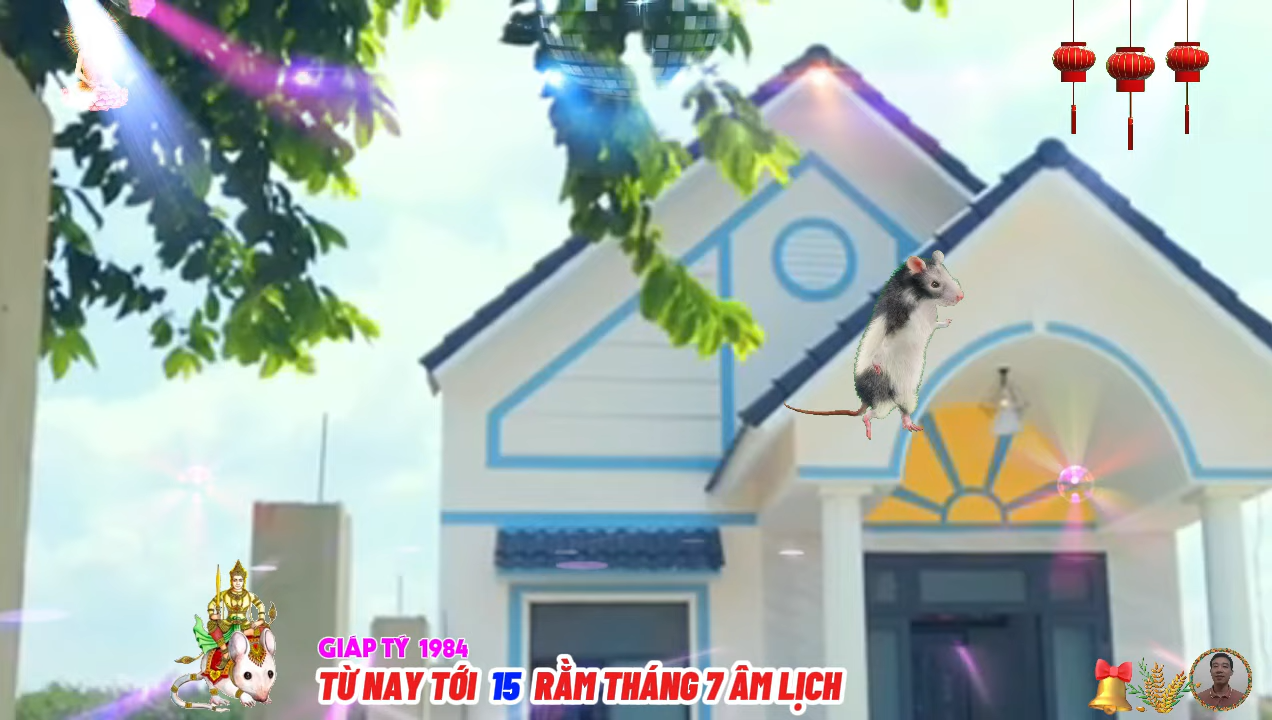 GIÁP TÝ 1984
TỪ NAY TỚI 15 RẰM THÁNG 7 ÂM LỊCH